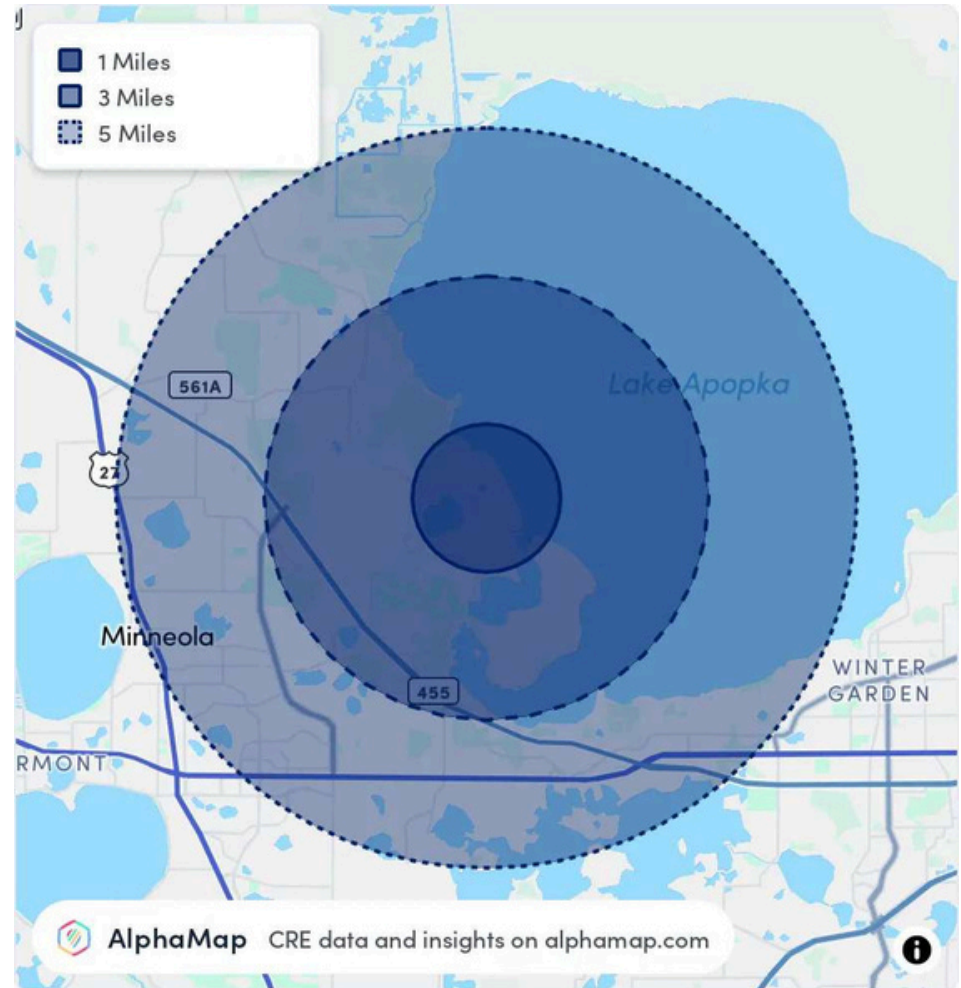 1 Miles
3 Miles
5 Miles
561A
Lake Apopka
27
Minneola
455
WINTER
GARDEN
RMONT
AlphaMap CRE data and insights on alphamap.com